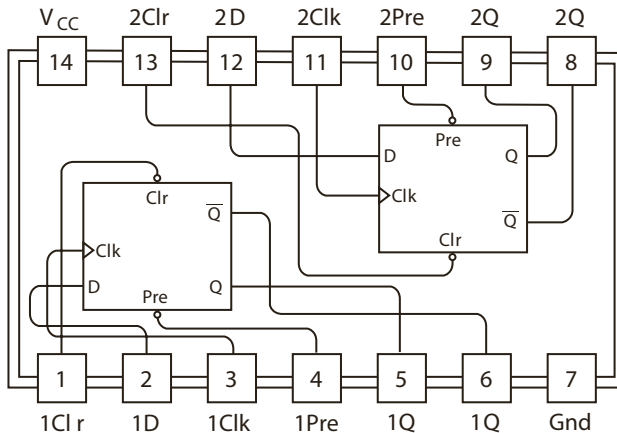 VCC 2Clr 2D 2Clk 2Pre 2Q 2Q
14 13 12 11 10 9 8
Pre
D Q
Clk
Q̅
Clr
Clr
Q̅
Clk
D Q
Pre
1 2 3 4 5 6 7
1Cl r 1D 1Clk 1Pre 1Q 1Q Gnd